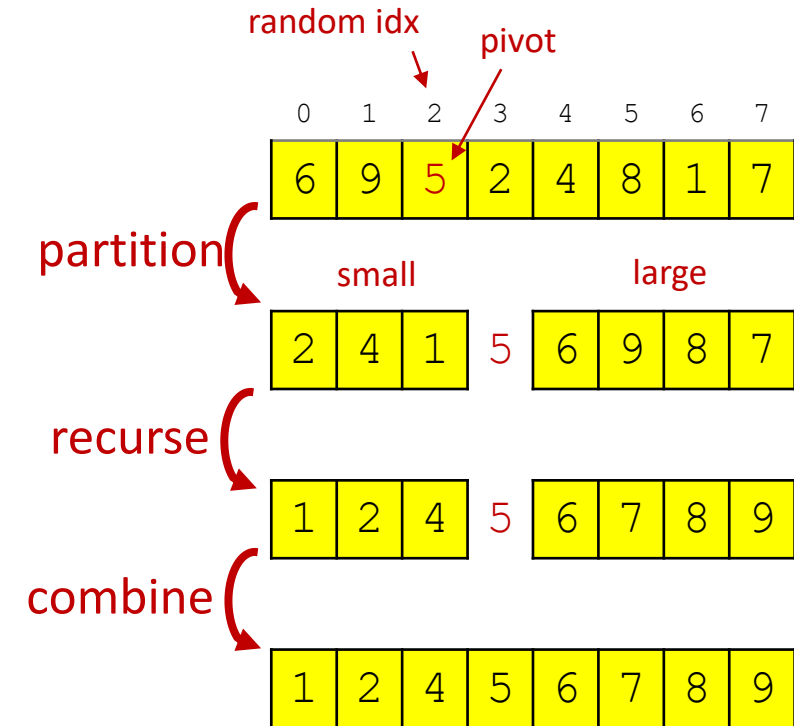 random idx
pivot
0 1 2 3 4 5 6 7
6 9 5 2 4 8 1 7
partition
small large
2 4 1 5 6 9 8 7
recurse
1 2 4 5 6 7 8 9
combine
1 2 4 5 6 7 8 9